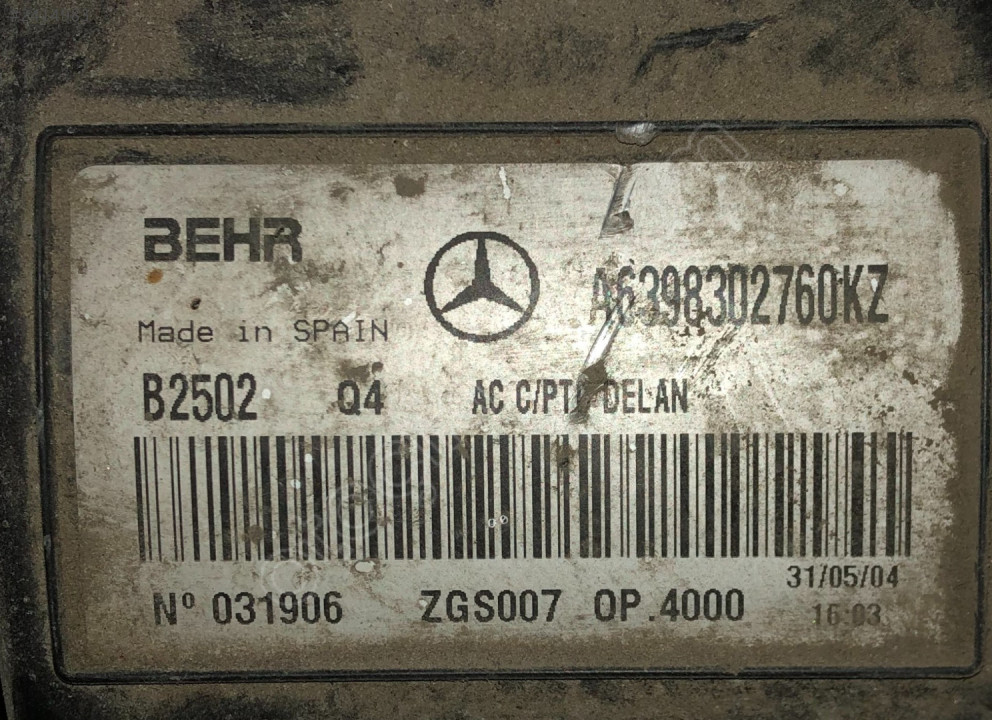 BEHR
A6398302760KZ
Made in SPAIN
B2502 Q4 AC C/PTC DELAN
31/05/04
Nº 031906 ZGS007 OP.4000
16:03